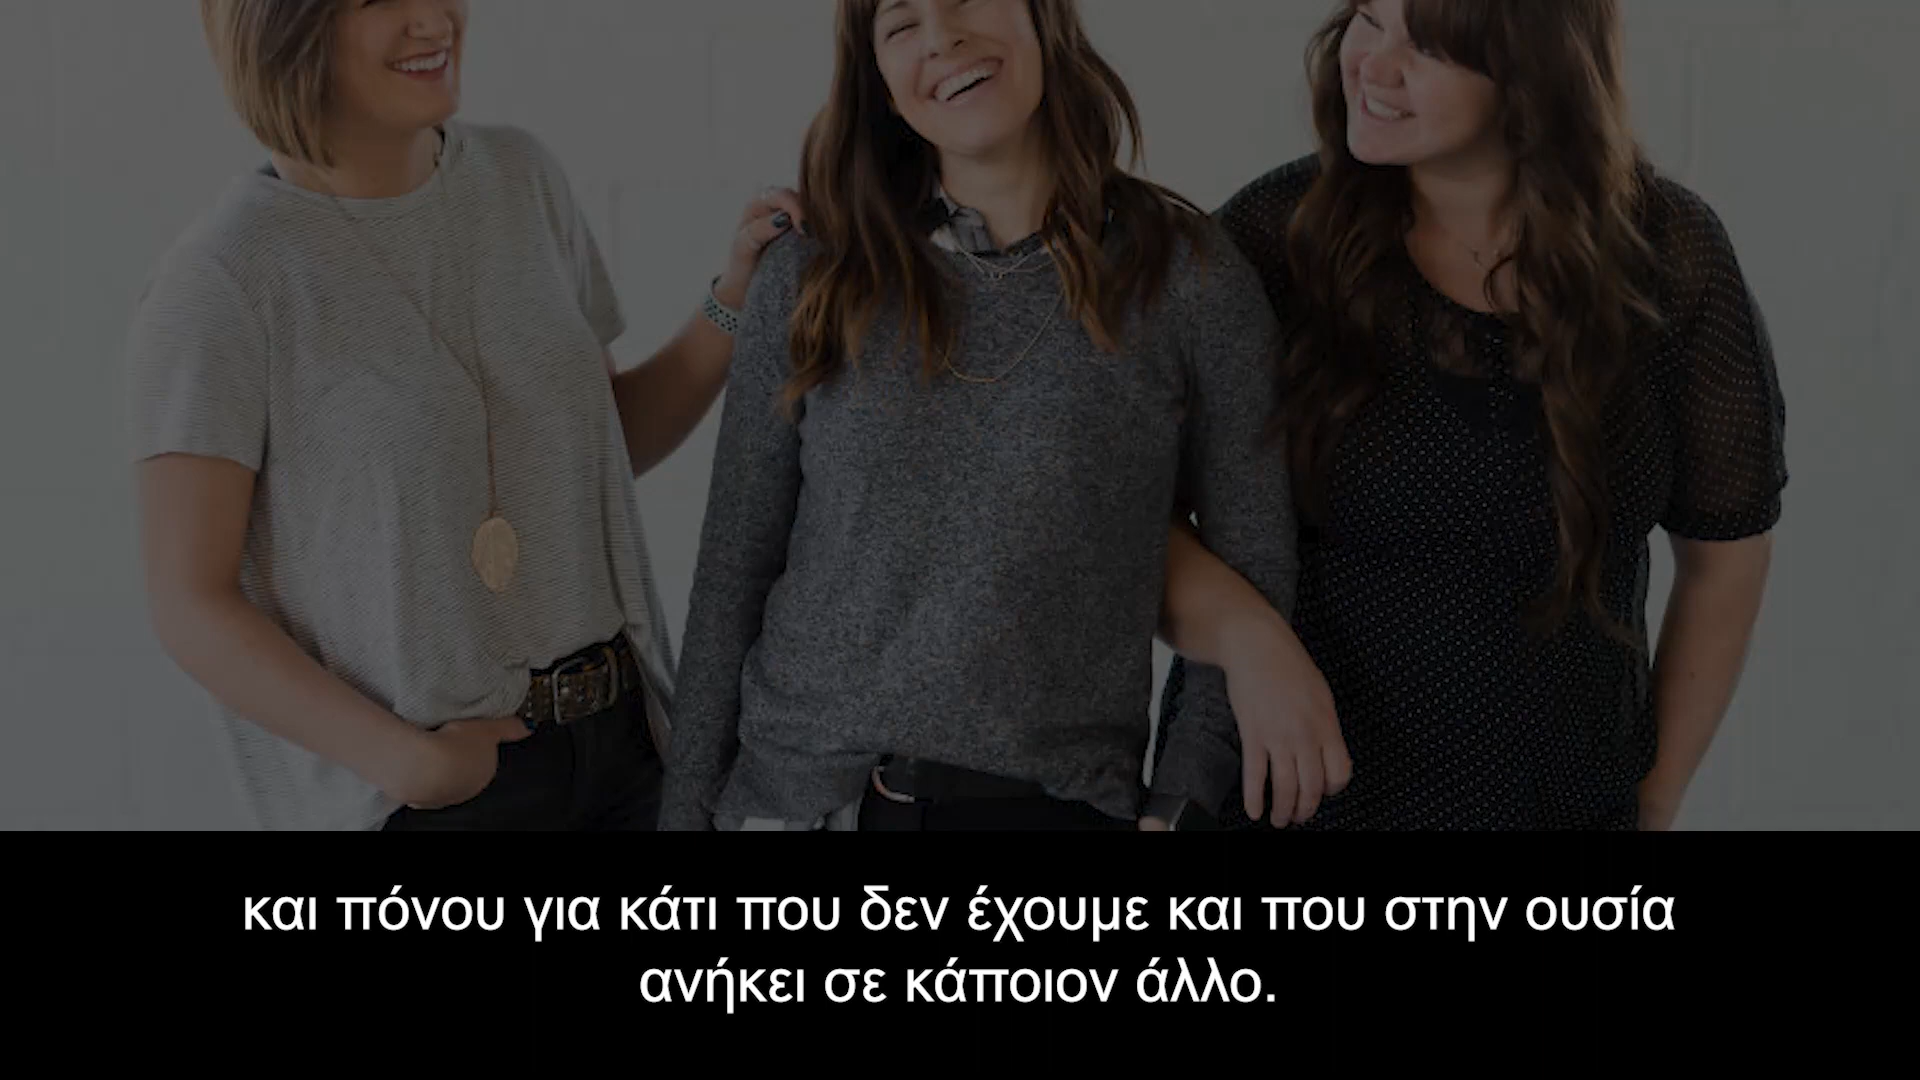 και πόνου για κάτι που δεν έχουμε και που στην ουσία
ανήκει σε κάποιον άλλο.